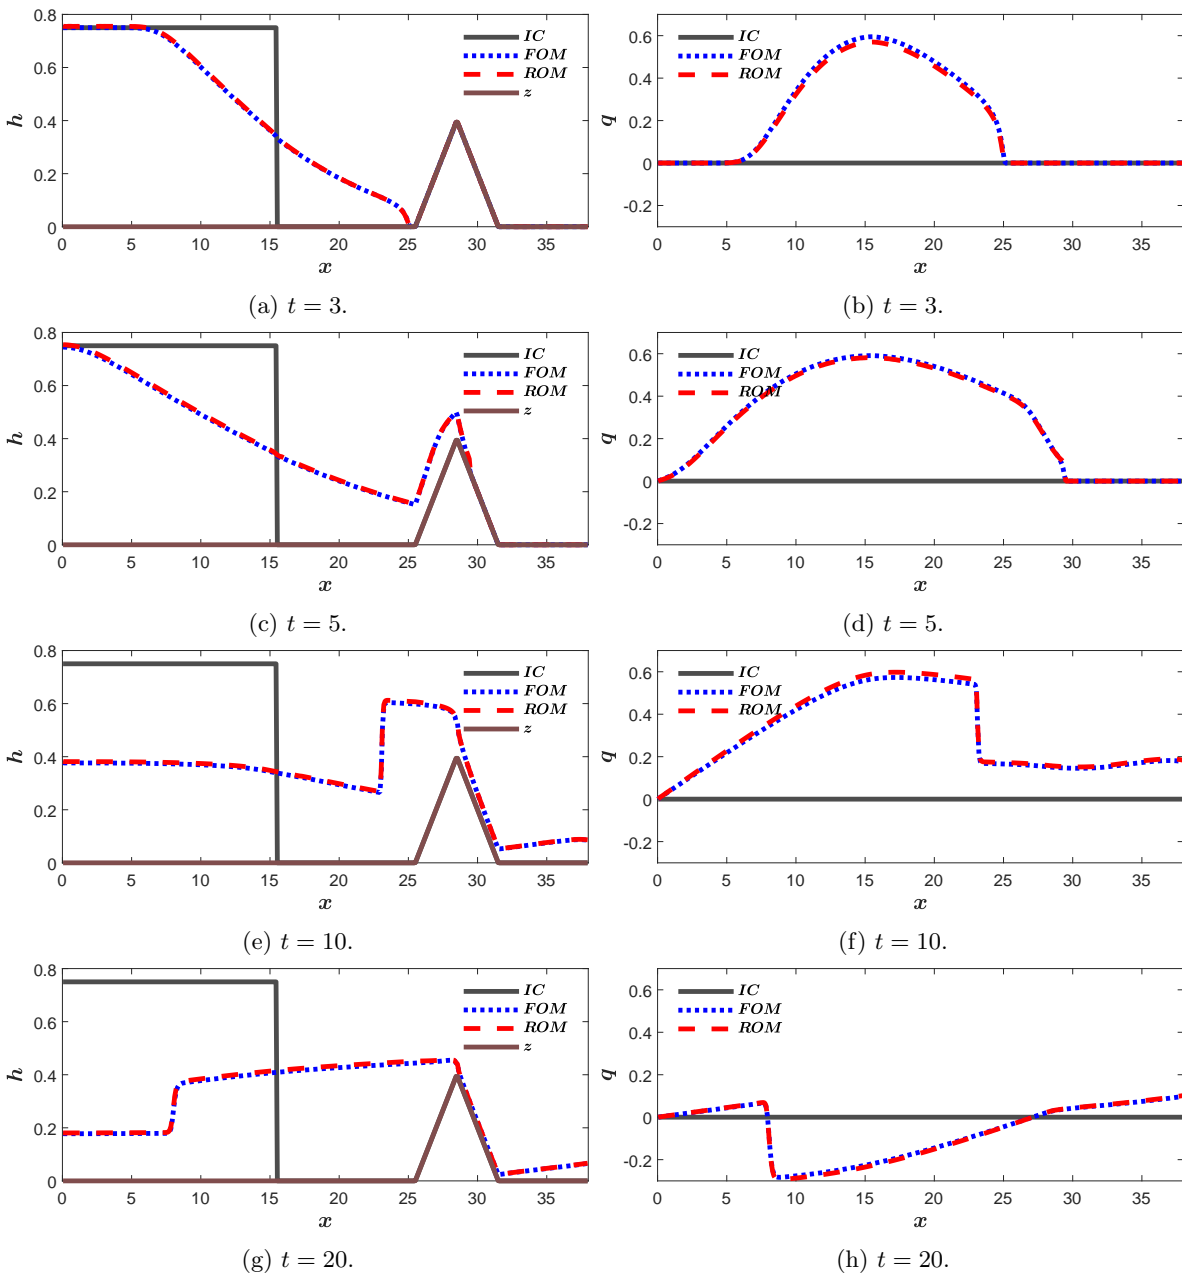 h
0.8
0.6
0.4
0.2
0
0 5 10 15 20 25 30 35
x
IC
FOM
ROM
z
(a) t = 3.
q
0.6
0.4
0.2
0
-0.2
0 5 10 15 20 25 30 35
x
IC
FOM
ROM
(b) t = 3.
h
0.8
0.6
0.4
0.2
0
0 5 10 15 20 25 30 35
x
IC
FOM
ROM
z
(c) t = 5.
q
0.6
0.4
0.2
0
-0.2
0 5 10 15 20 25 30 35
x
IC
FOM
ROM
(d) t = 5.
h
0.8
0.6
0.4
0.2
0
0 5 10 15 20 25 30 35
x
IC
FOM
ROM
z
(e) t = 10.
q
0.6
0.4
0.2
0
-0.2
0 5 10 15 20 25 30 35
x
IC
FOM
ROM
(f) t = 10.
h
0.8
0.6
0.4
0.2
0
0 5 10 15 20 25 30 35
x
IC
FOM
ROM
z
(g) t = 20.
q
0.6
0.4
0.2
0
-0.2
0 5 10 15 20 25 30 35
x
IC
FOM
ROM
(h) t = 20.